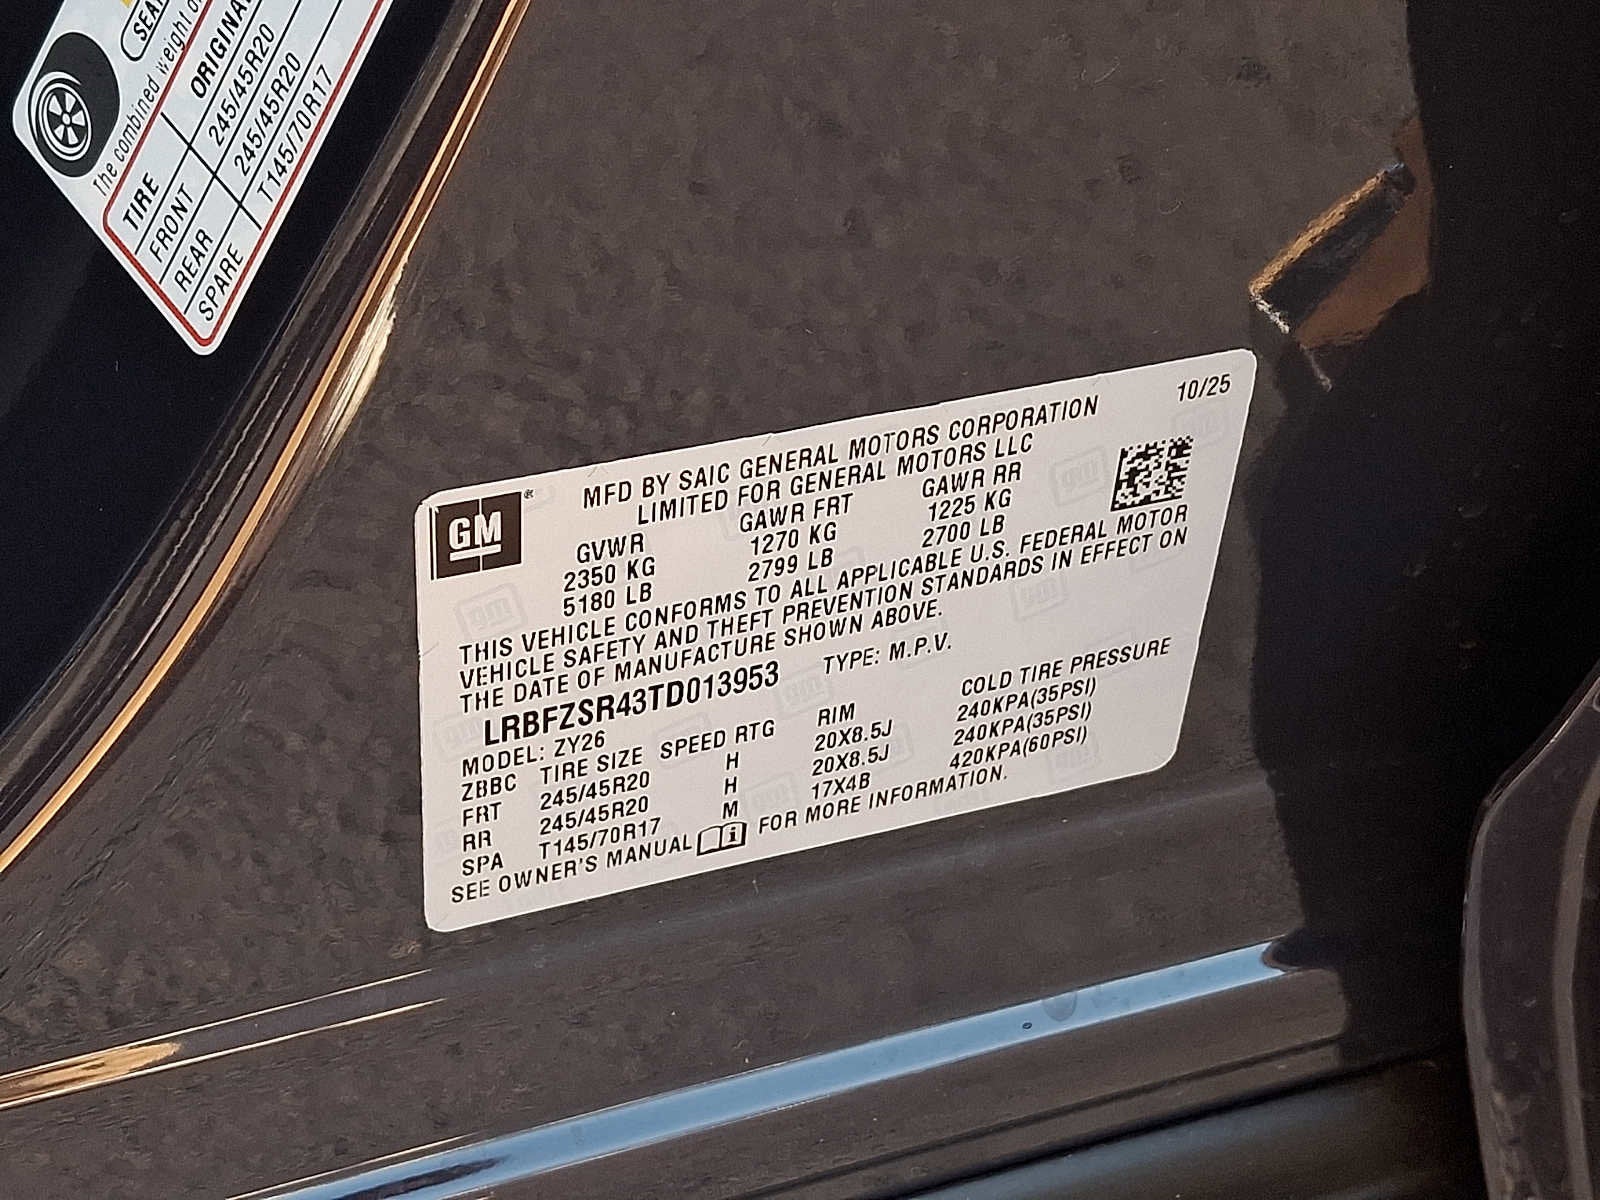 SEA
The combined weight o
ORIGINA
TIRE
FRONT 245/45R20
REAR 245/45R20
SPARE T145/70R17
10/25
GM®
MFD BY SAIC GENERAL MOTORS CORPORATION
LIMITED FOR GENERAL MOTORS LLC
GVWR GAWR FRT GAWR RR
2350 KG 1270 KG 1225 KG
5180 LB 2799 LB 2700 LB
THIS VEHICLE CONFORMS TO ALL APPLICABLE U.S. FEDERAL MOTOR
VEHICLE SAFETY AND THEFT PREVENTION STANDARDS IN EFFECT ON
THE DATE OF MANUFACTURE SHOWN ABOVE.
LRBFZSR43TD013953 TYPE: M.P.V.
MODEL: ZY26
ZBBC TIRE SIZE SPEED RTG RIM COLD TIRE PRESSURE
FRT 245/45R20 H 20X8.5J 240KPA(35PSI)
RR 245/45R20 H 20X8.5J 240KPA(35PSI)
SPA T145/70R17 M 17X4B 420KPA(60PSI)
SEE OWNER'S MANUAL i FOR MORE INFORMATION.